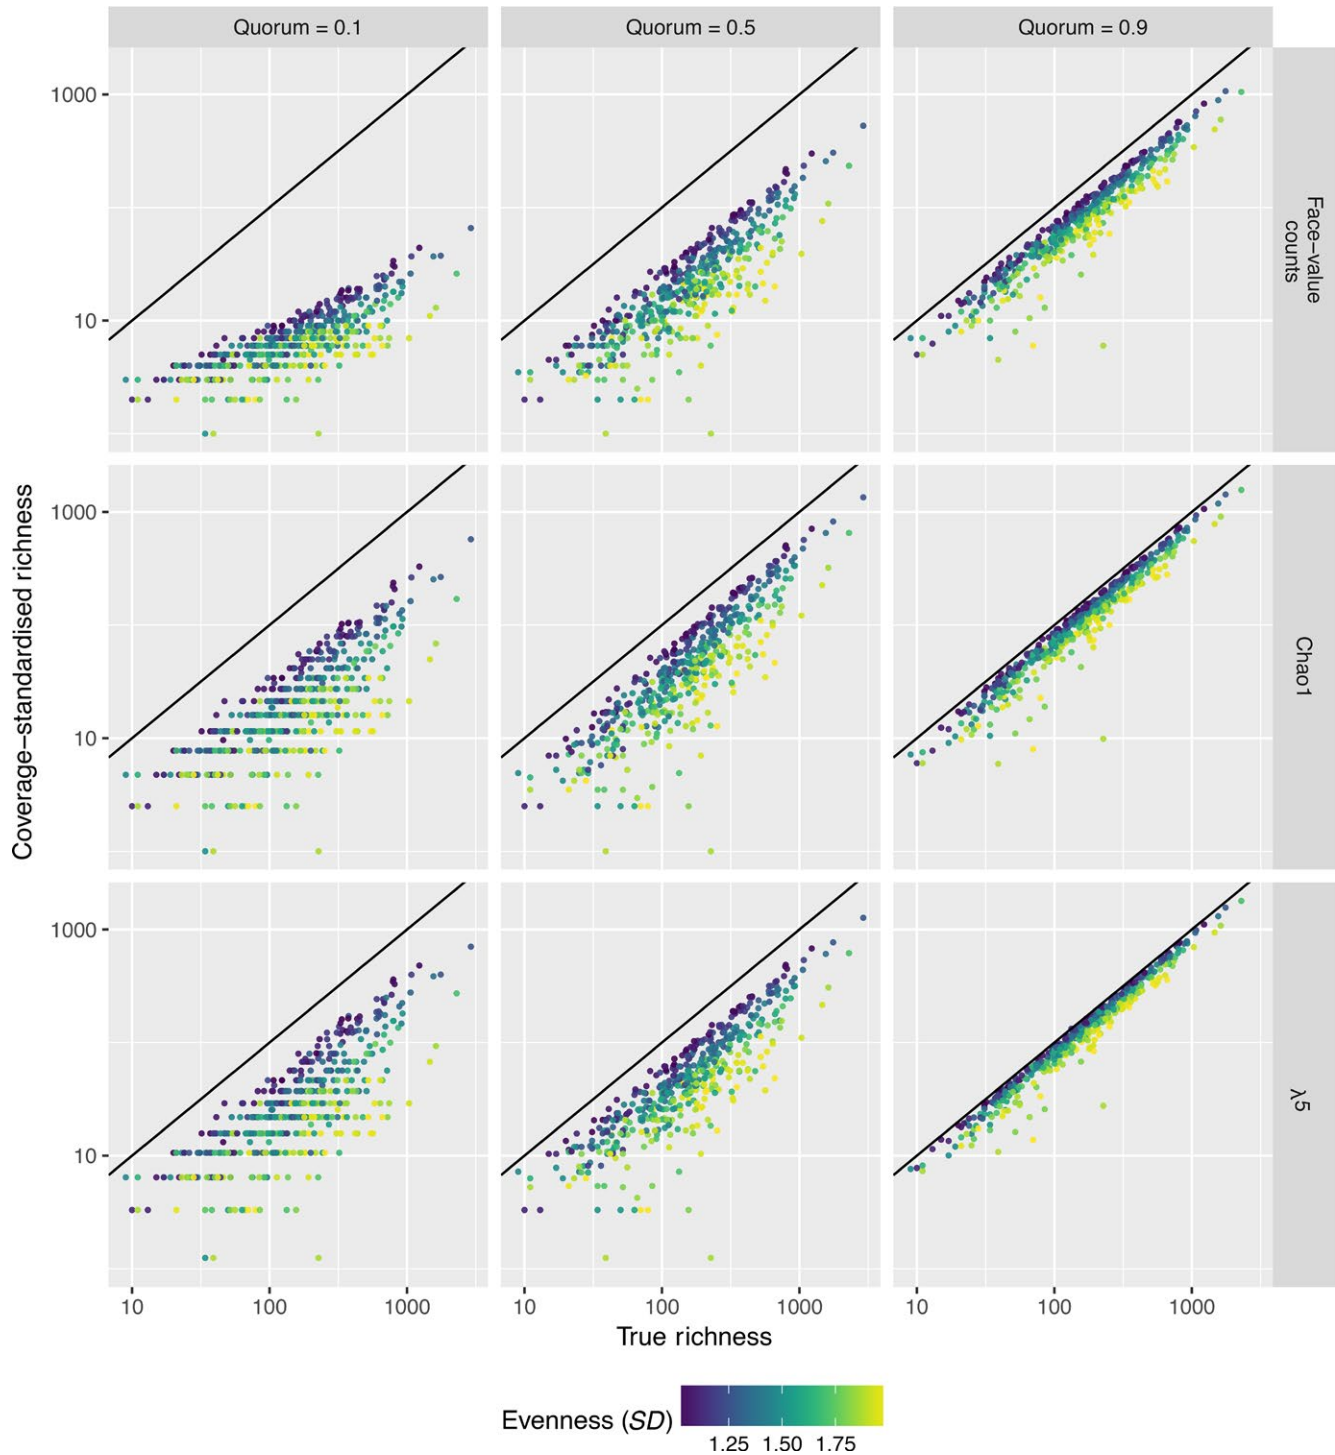 Quorum = 0.1
Quorum = 0.5
Quorum = 0.9
1000
10
Face−value
counts
Coverage−standardised richness
1000
10
Chao1
1000
10
λ5
10
100
1000
10
100
1000
10
100
1000
True richness
Evenness (SD)
1.25
1.50
1.75